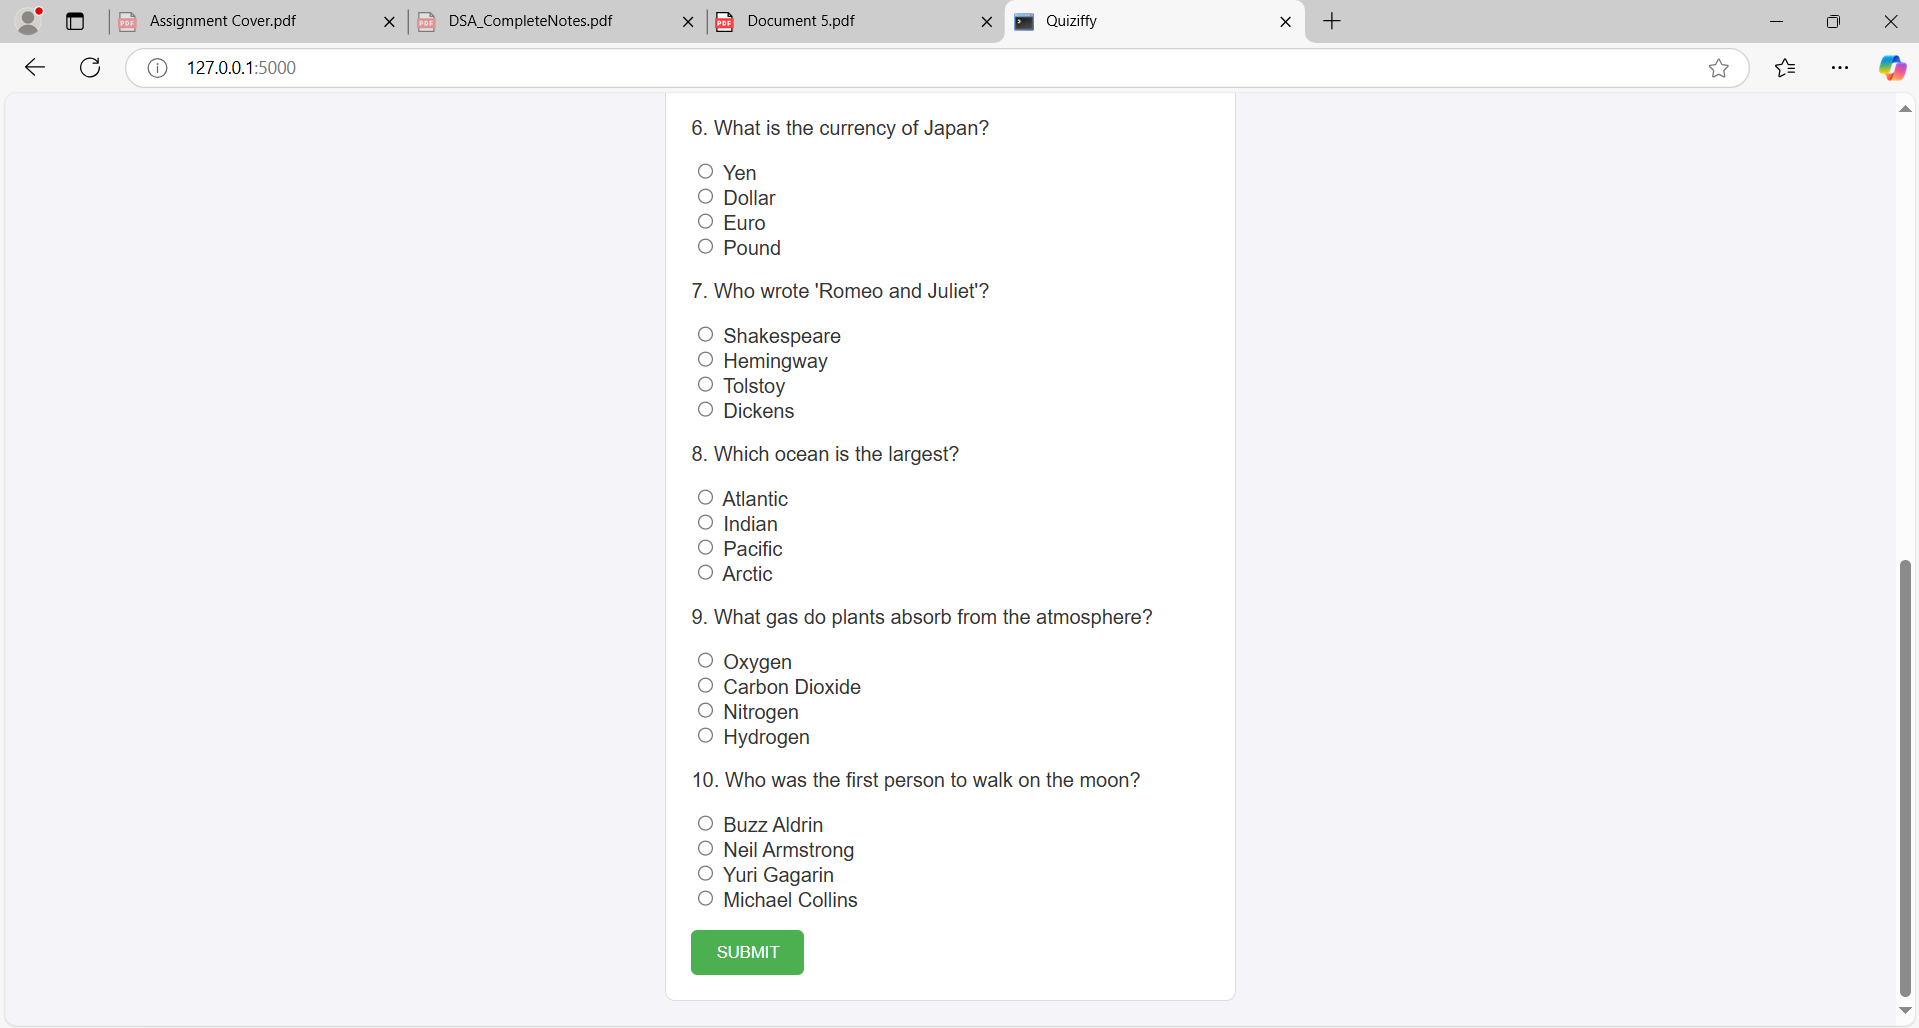 Assignment Cover.pdf
DSA_CompleteNotes.pdf
Document 5.pdf
Quiziffy
127.0.0.1:5000
6. What is the currency of Japan?
Yen
Dollar
Euro
Pound
7. Who wrote 'Romeo and Juliet'?
Shakespeare
Hemingway
Tolstoy
Dickens
8. Which ocean is the largest?
Atlantic
Indian
Pacific
Arctic
9. What gas do plants absorb from the atmosphere?
Oxygen
Carbon Dioxide
Nitrogen
Hydrogen
10. Who was the first person to walk on the moon?
Buzz Aldrin
Neil Armstrong
Yuri Gagarin
Michael Collins
SUBMIT